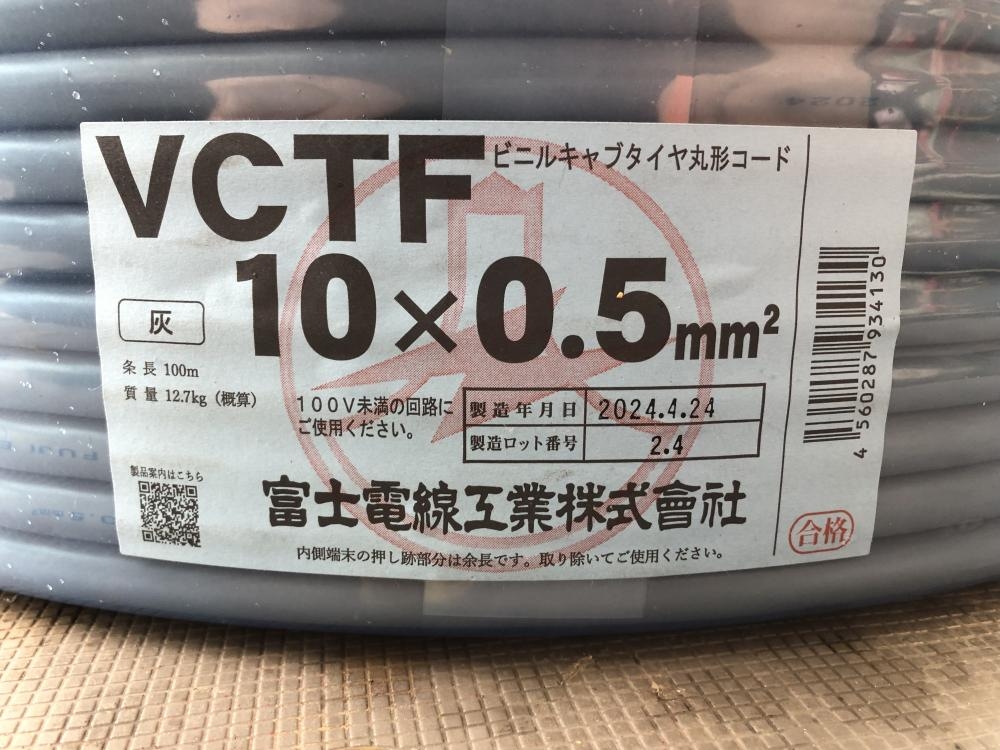 VCTF
ビニルキャブタイヤ丸形コード
10×0.5mm²
灰
条長 100m
質量 12.7kg（概算）
100V未満の回路に
ご使用ください。
製造年月日 2024.4.24
製造ロット番号 2.4
製品案内はこちら
富士電線工業株式會社
内側端末の押し跡部分は余長です。取り除いてご使用ください。
合格
4 560287 934130
2024
FUJI